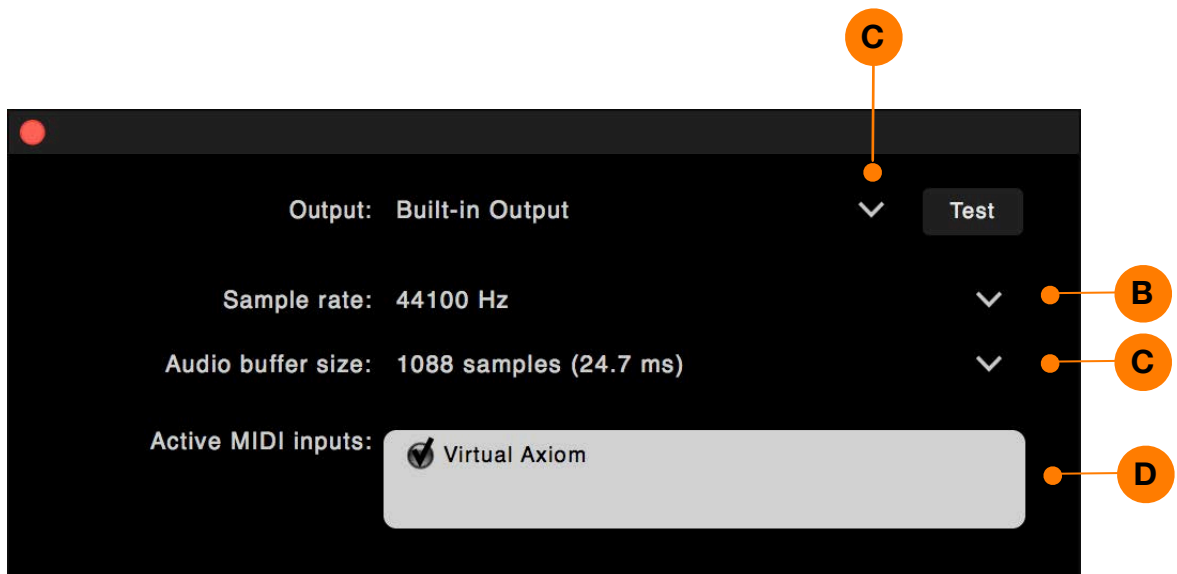 C
Output: Built-in Output Test
Sample rate: 44100 Hz B
Audio buffer size: 1088 samples (24.7 ms) C
Active MIDI inputs: Virtual Axiom
D